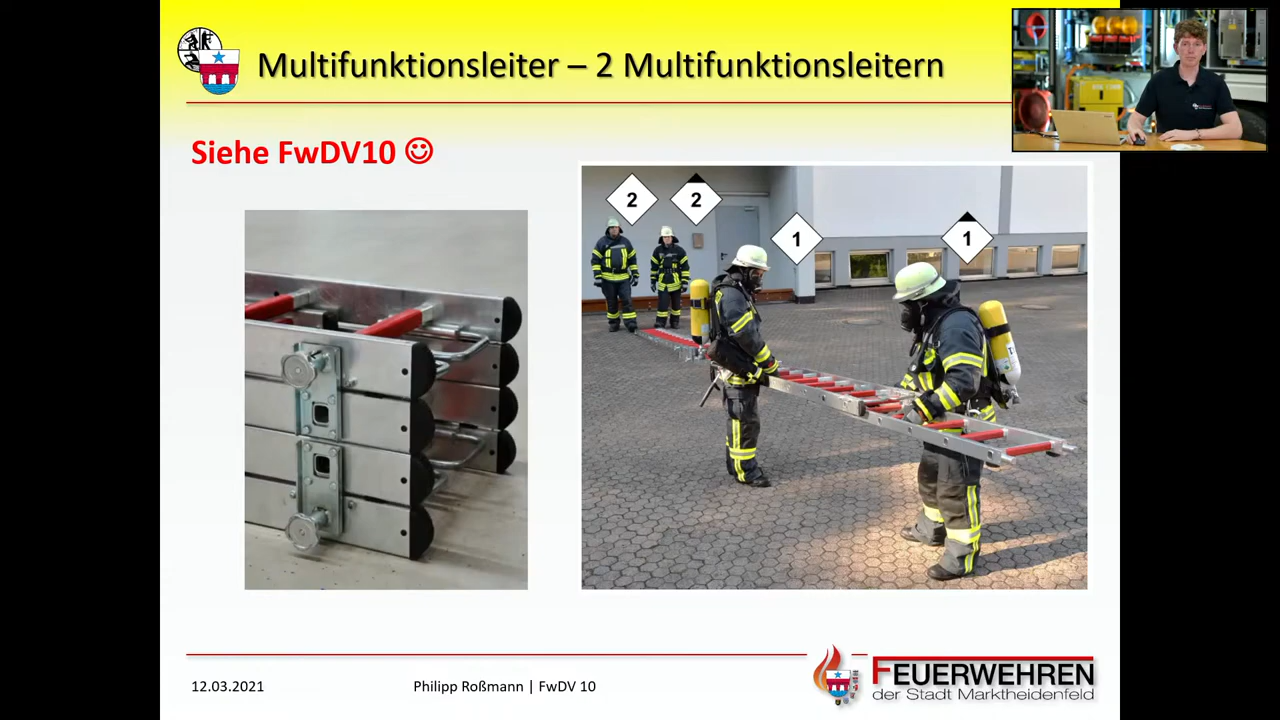 Multifunktionsleiter – 2 Multifunktionsleitern
Siehe FwDV10 ☺
2
2
1
1
12.03.2021
Philipp Roßmann | FwDV 10
FEUERWEHREN
der Stadt Marktheidenfeld